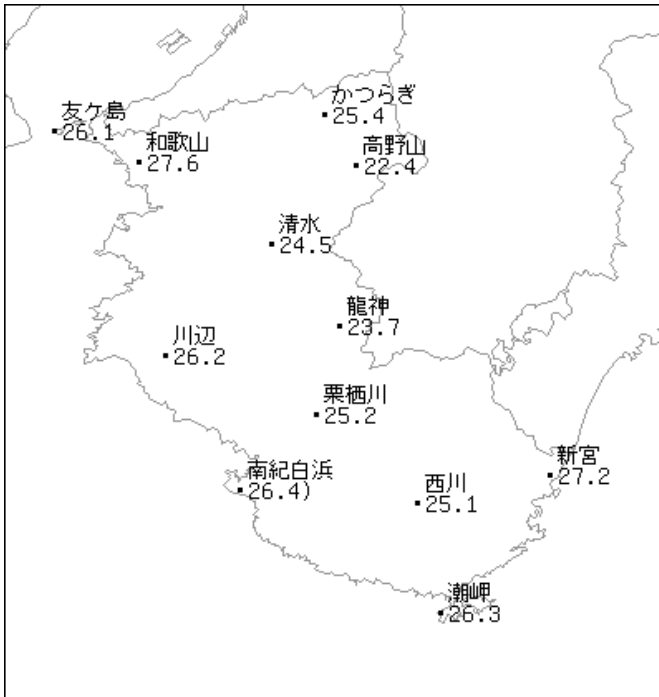 かつらぎ
25.4
友ケ島
26.1
和歌山
27.6
高野山
22.4
清水
24.5
龍神
23.7
川辺
26.2
栗栖川
25.2
南紀白浜
26.4)
西川
25.1
新宮
27.2
潮岬
26.3